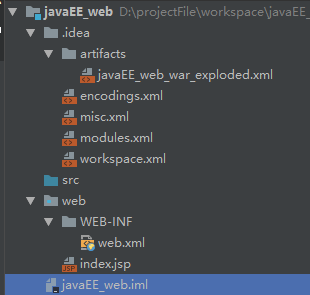 javaEE_web D:\projectFile\workspace\javaEE_
.idea
artifacts
javaEE_web_war_exploded.xml
encodings.xml
misc.xml
modules.xml
workspace.xml
src
web
WEB-INF
web.xml
index.jsp
javaEE_web.iml